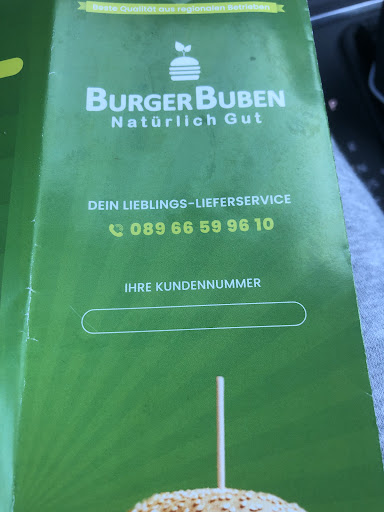 Beste Qualität aus regionalen Betrieben
BURGERBUBEN
Natürlich Gut
DEIN LIEBLINGS-LIEFERSERVICE
089 66 59 96 10
IHRE KUNDENNUMMER